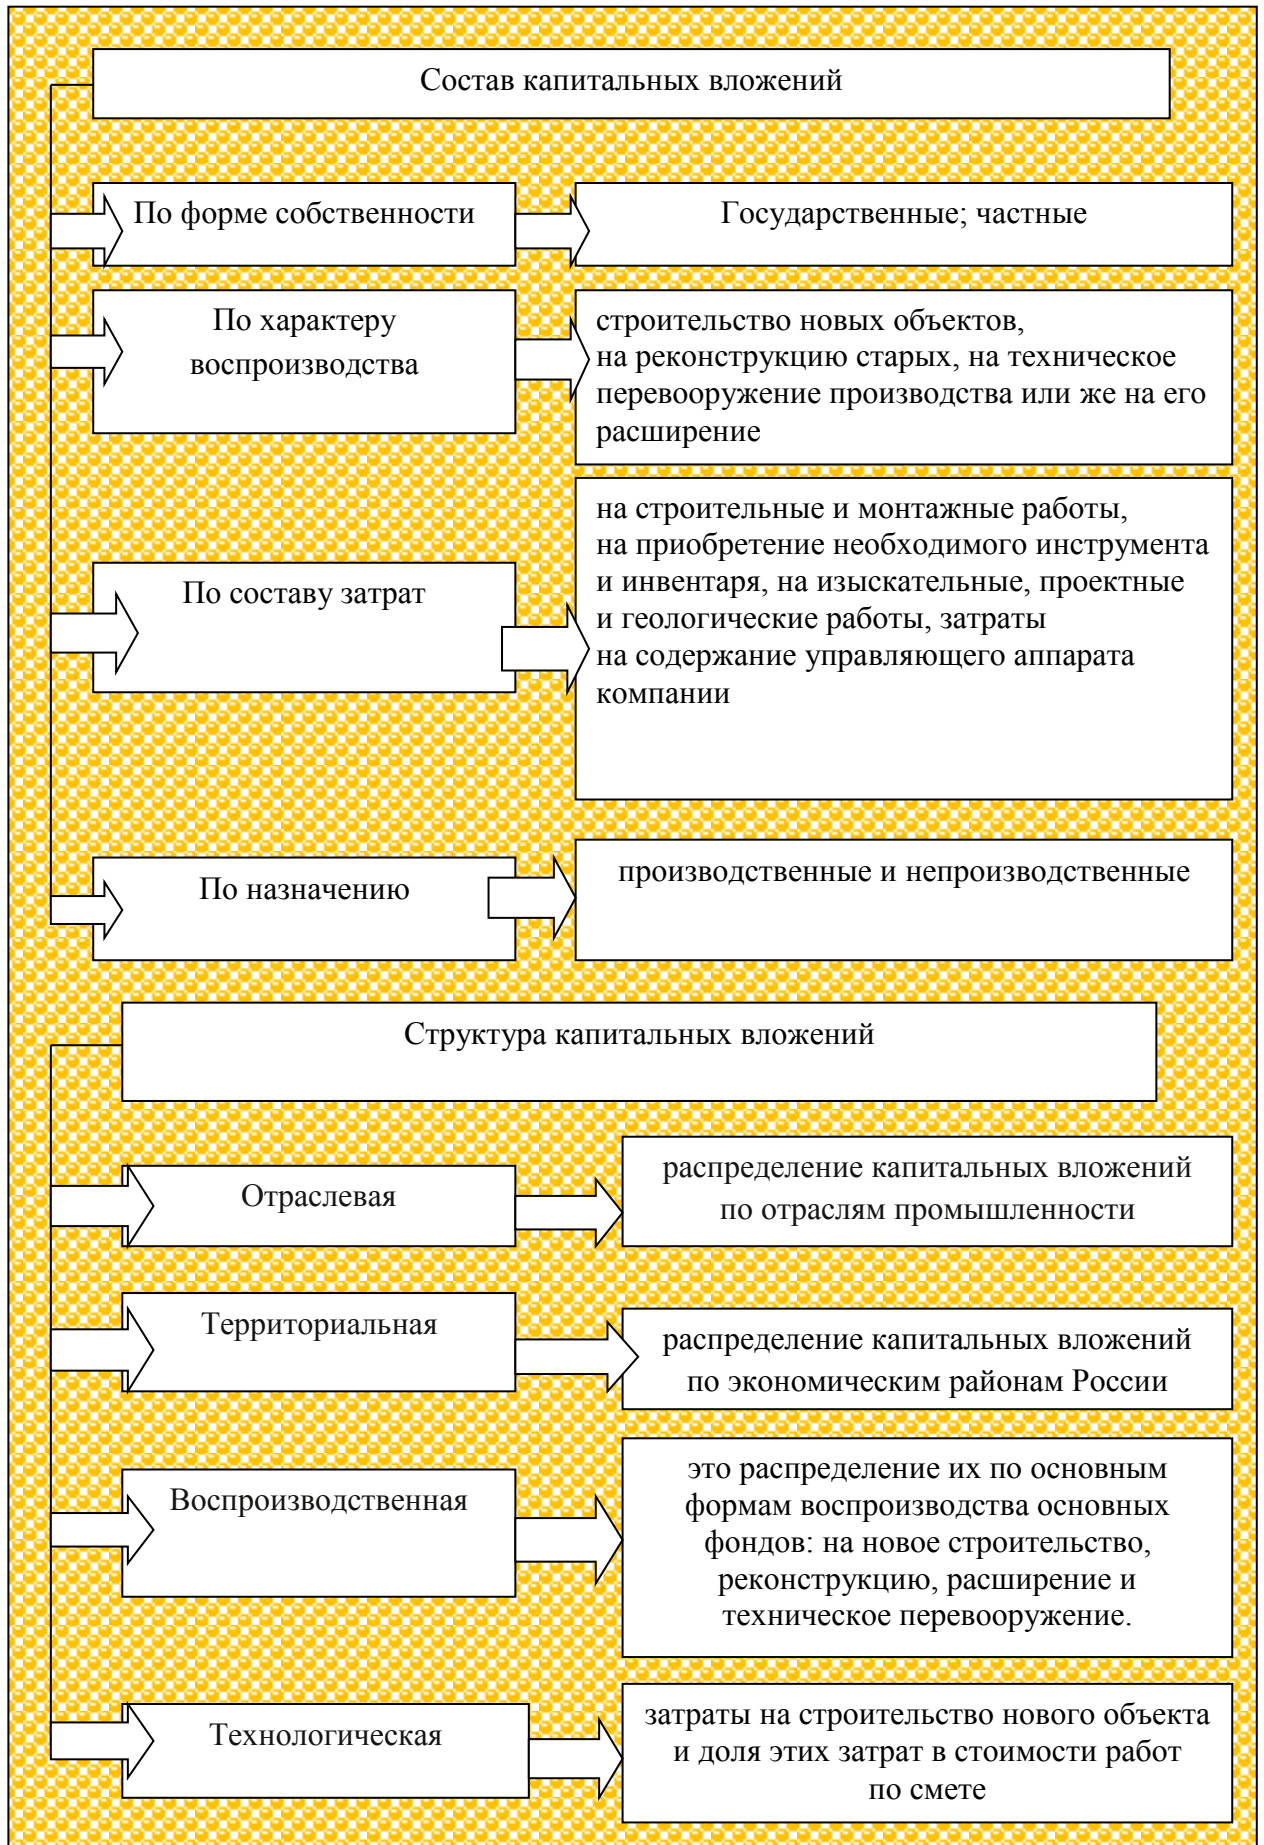 Состав капитальных вложений
По форме собственности
Государственные; частные
По характеру
воспроизводства
строительство новых объектов,
на реконструкцию старых, на техническое
перевооружение производства или же на его
расширение
По составу затрат
на строительные и монтажные работы,
на приобретение необходимого инструмента
и инвентаря, на изыскательные, проектные
и геологические работы, затраты
на содержание управляющего аппарата
компании
По назначению
производственные и непроизводственные
Структура капитальных вложений
Отраслевая
распределение капитальных вложений
по отраслям промышленности
Территориальная
распределение капитальных вложений
по экономическим районам России
Воспроизводственная
это распределение их по основным
формам воспроизводства основных
фондов: на новое строительство,
реконструкцию, расширение и
техническое перевооружение.
Технологическая
затраты на строительство нового объекта
и доля этих затрат в стоимости работ
по смете